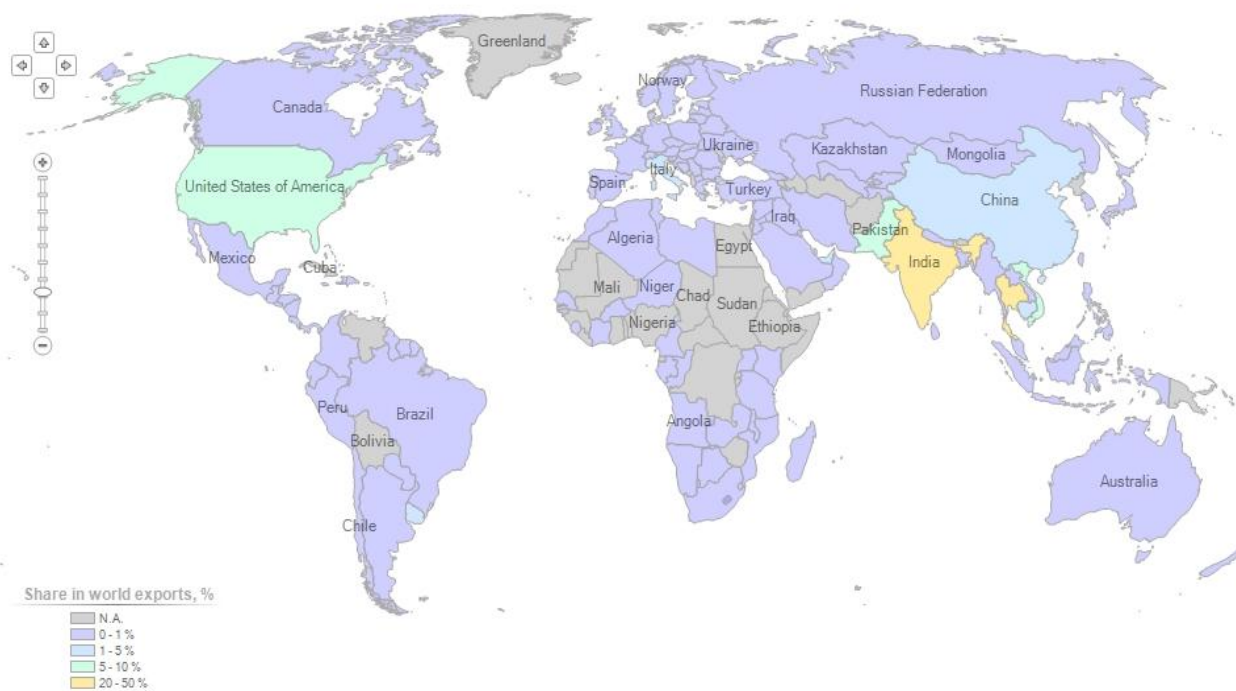 Greenland
Norway
Russian Federation
Canada
Ukraine
Kazakhstan
Mongolia
Italy
United States of America
Spain
Turkey
China
Iraq
Pakistan
Algeria
Egypt
Mexico
India
Cuba
Mali
Niger
Chad
Sudan
Nigeria
Ethiopia
Peru
Brazil
Angola
Bolivia
Australia
Chile
Share in world exports, %
N.A.
0 - 1 %
1 - 5 %
5 - 10 %
20 - 50 %